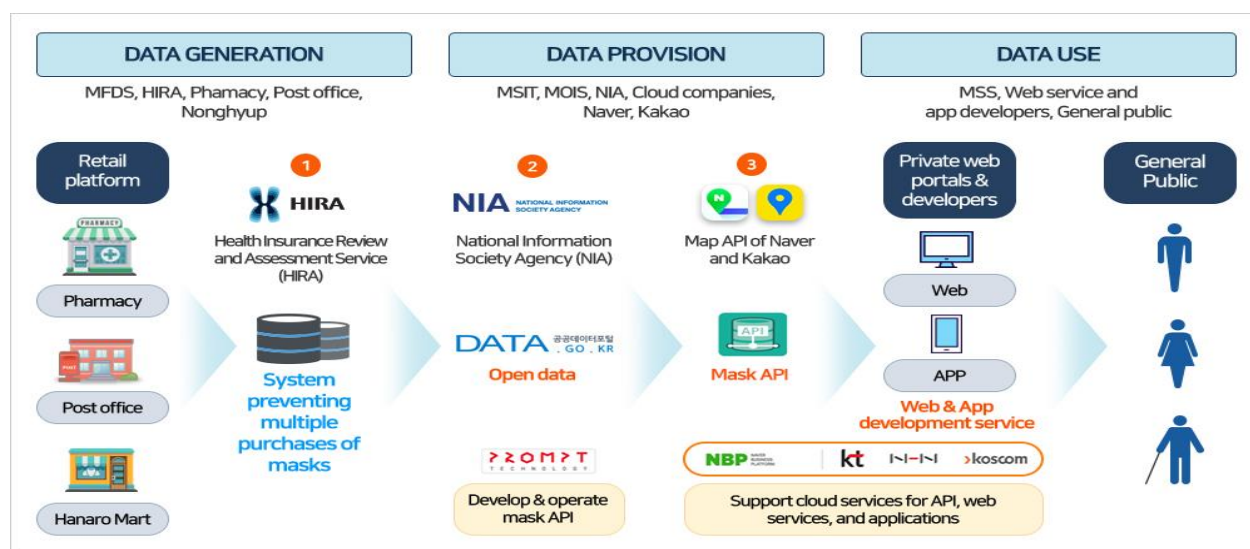 DATA GENERATION
MFDS, HIRA, Phamacy, Post office,
Nonghyup
DATA PROVISION
MSIT, MOIS, NIA, Cloud companies,
Naver, Kakao
DATA USE
MSS, Web service and
app developers, General public
Retail
platform
PHARMACY
Pharmacy
POST
Post office
Hanaro Mart
1
HIRA
Health Insurance Review
and Assessment Service
(HIRA)
System
preventing
multiple
purchases of
masks
2
NIA NATIONAL INFORMATION
SOCIETY AGENCY
National Information
Society Agency (NIA)
DATA 공공데이터포털
. GO . KR
Open data
PROMPT
TECHNOLOGY
Develop & operate
mask API
3
N
Map API of Naver
and Kakao
API
Mask API
Private web
portals &
developers
Web
APP
Web & App
development service
NBP NAVER
BUSINESS
PLATFORM
kt
NHN
koscom
Support cloud services for API, web
services, and applications
General
Public